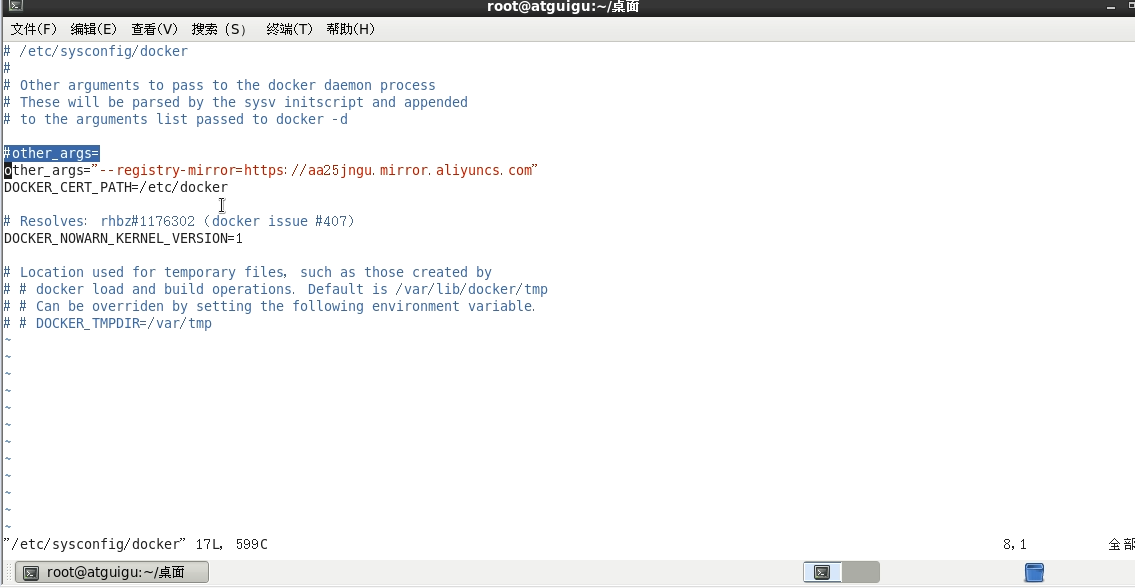 root@atguigu:~/桌面
文件(F) 编辑(E) 查看(V) 搜索 (S) 终端(T) 帮助(H)
# /etc/sysconfig/docker
#
# Other arguments to pass to the docker daemon process
# These will be parsed by the sysv initscript and appended
# to the arguments list passed to docker -d
#other_args=
other_args="--registry-mirror=https://aa25jngu.mirror.aliyuncs.com"
DOCKER_CERT_PATH=/etc/docker
# Resolves: rhbz#1176302 (docker issue #407)
DOCKER_NOWARN_KERNEL_VERSION=1
# Location used for temporary files, such as those created by
# # docker load and build operations. Default is /var/lib/docker/tmp
# # Can be overriden by setting the following environment variable.
# # DOCKER_TMPDIR=/var/tmp
~
~
~
~
~
~
~
~
~
~
~
~
"/etc/sysconfig/docker" 17L, 599C 8,1 全部
root@atguigu:~/桌面